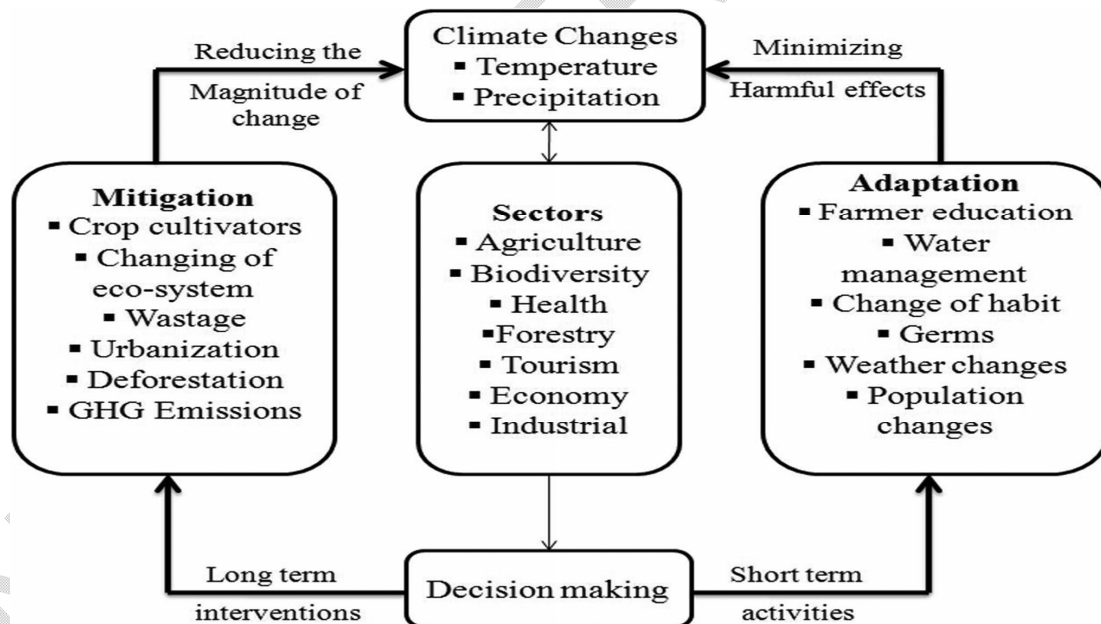 Climate Changes
▪ Temperature
▪ Precipitation
Reducing the
Magnitude of
change
Minimizing
Harmful effects
Mitigation
▪ Crop cultivators
▪ Changing of
eco-system
▪ Wastage
▪ Urbanization
▪ Deforestation
▪ GHG Emissions
Sectors
▪ Agriculture
▪ Biodiversity
▪ Health
▪Forestry
▪ Tourism
▪ Economy
▪ Industrial
Adaptation
▪ Farmer education
▪ Water
management
▪ Change of habit
▪ Germs
▪ Weather changes
▪ Population
changes
Long term
interventions
Decision making
Short term
activities